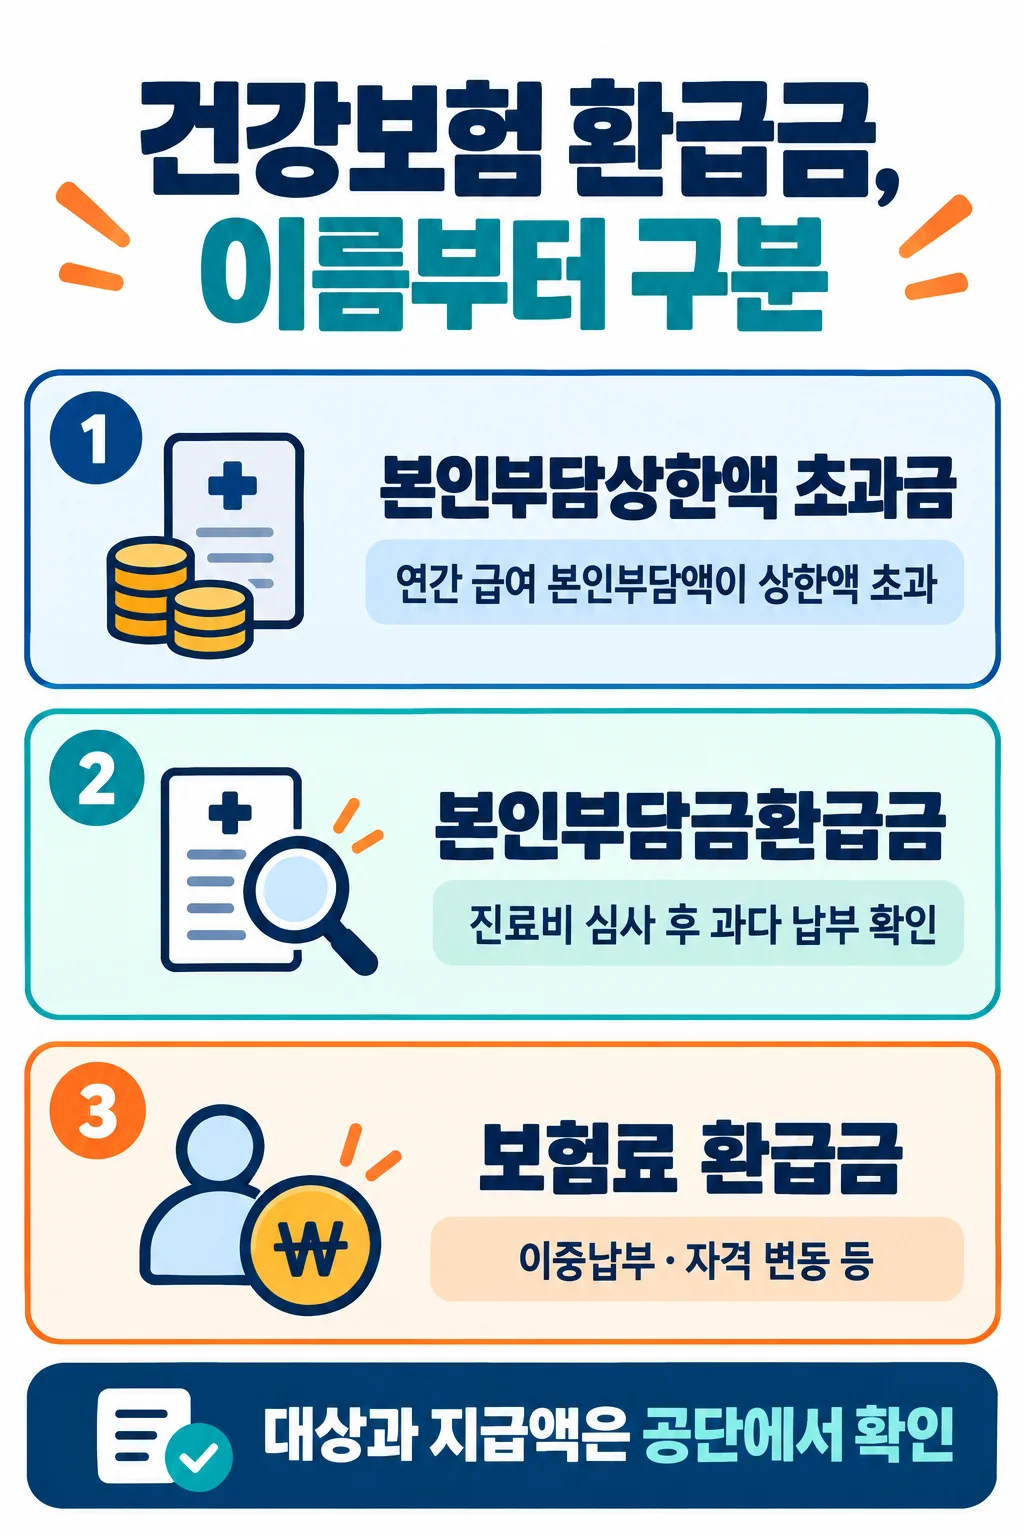 건강보험 환급금,
이름부터 구분
1
본인부담상한액 초과금
연간 급여 본인부담액이 상한액 초과
2
본인부담금환급금
진료비 심사 후 과다 납부 확인
3
보험료 환급금
₩
이중납부 · 자격 변동 등
대상과 지급액은 공단에서 확인